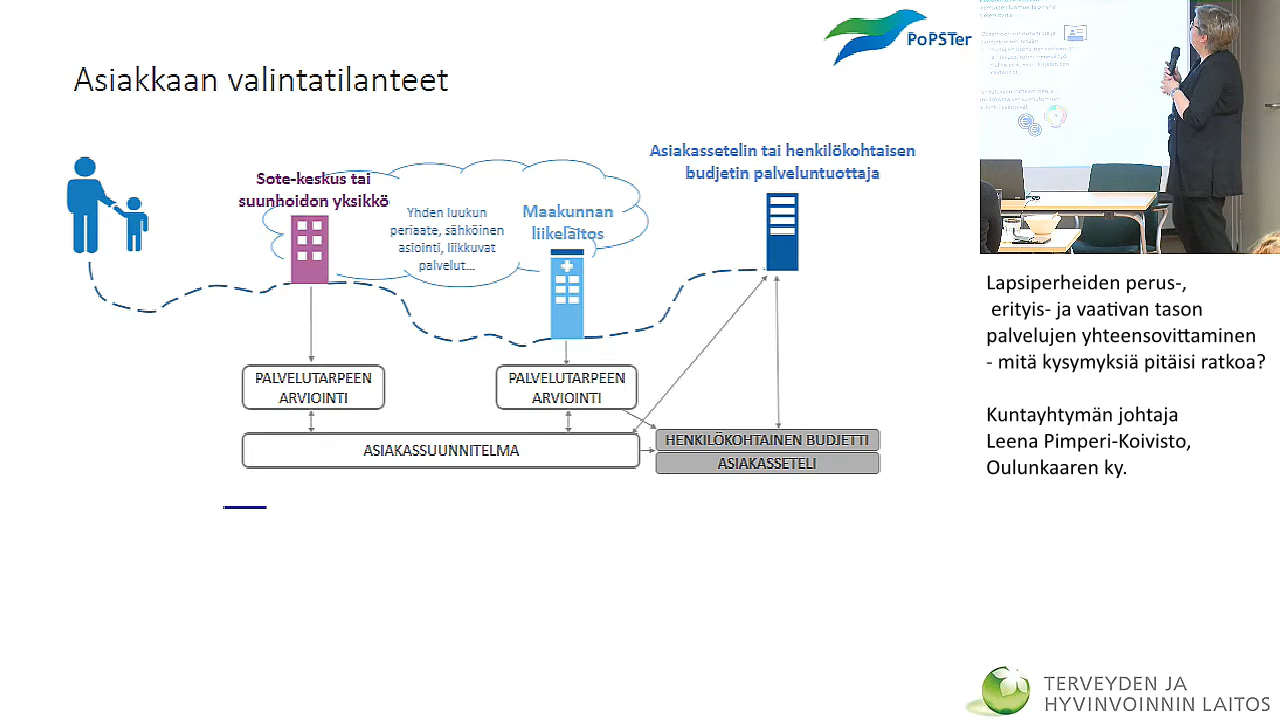 PoPSTer
Asiakkaan valintatilanteet
Asiakassetelin tai henkilökohtaisen
budjetin palveluntuottaja
Sote-keskus tai
suunhoidon yksikkö
Yhden luukun
periaate, sähköinen
asiointi, liikkuvat
palvelut...
Maakunnan
liikelaitos
PALVELUTARPEEN
ARVIOINTI
PALVELUTARPEEN
ARVIOINTI
ASIAKASSUUNNITELMA
HENKILÖKOHTAINEN BUDJETTI
ASIAKASSETELI
Lapsiperheiden perus-,
erityis- ja vaativan tason
palvelujen yhteensovittaminen
- mitä kysymyksiä pitäisi ratkoa?
Kuntayhtymän johtaja
Leena Pimperi-Koivisto,
Oulunkaaren ky.
TERVEYDEN JA
HYVINVOINNIN LAITOS